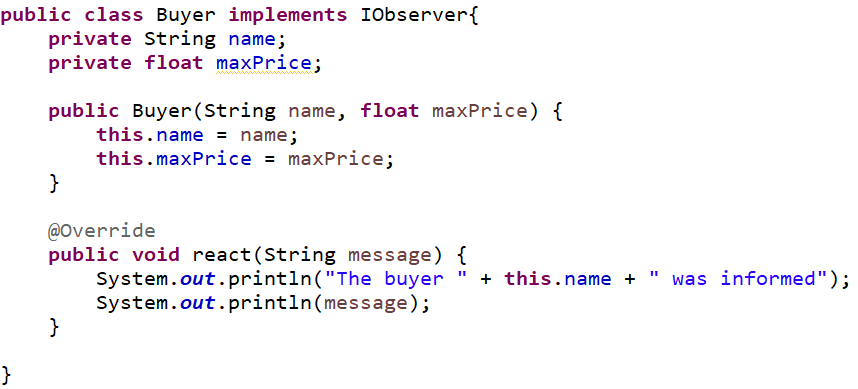 public class Buyer implements IObserver{
    private String name;
    private float maxPrice;

    public Buyer(String name, float maxPrice) {
        this.name = name;
        this.maxPrice = maxPrice;
    }

    @Override
    public void react(String message) {
        System.out.println("The buyer " + this.name + " was informed");
        System.out.println(message);
    }

}